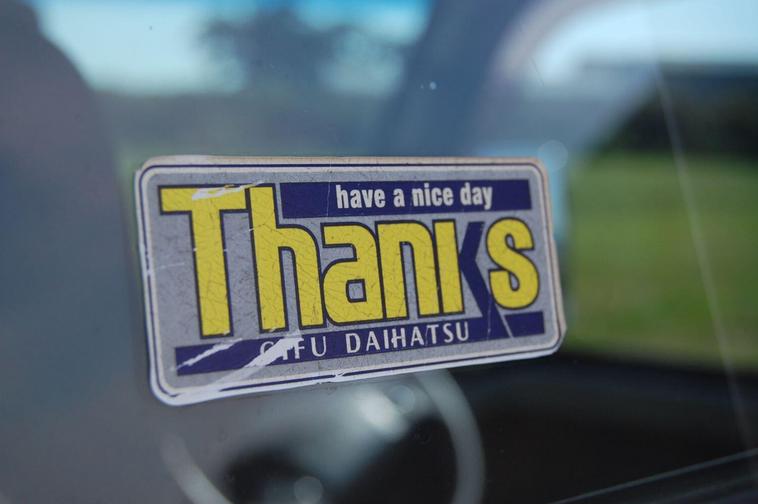 have a nice day
Thanks
GIFU DAIHATSU